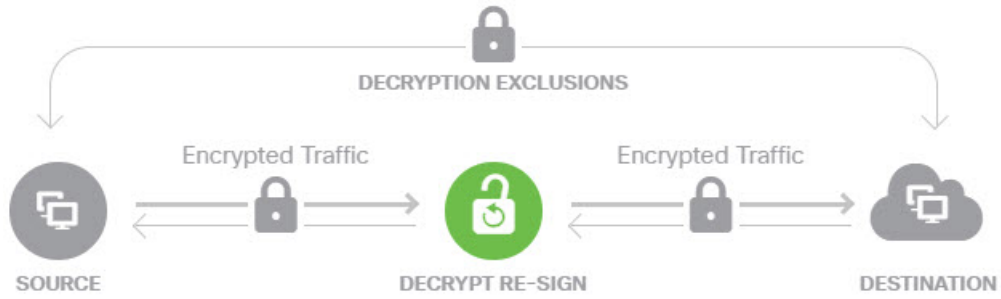 DECRYPTION EXCLUSIONS
Encrypted Traffic
Encrypted Traffic
SOURCE
DECRYPT RE-SIGN
DESTINATION